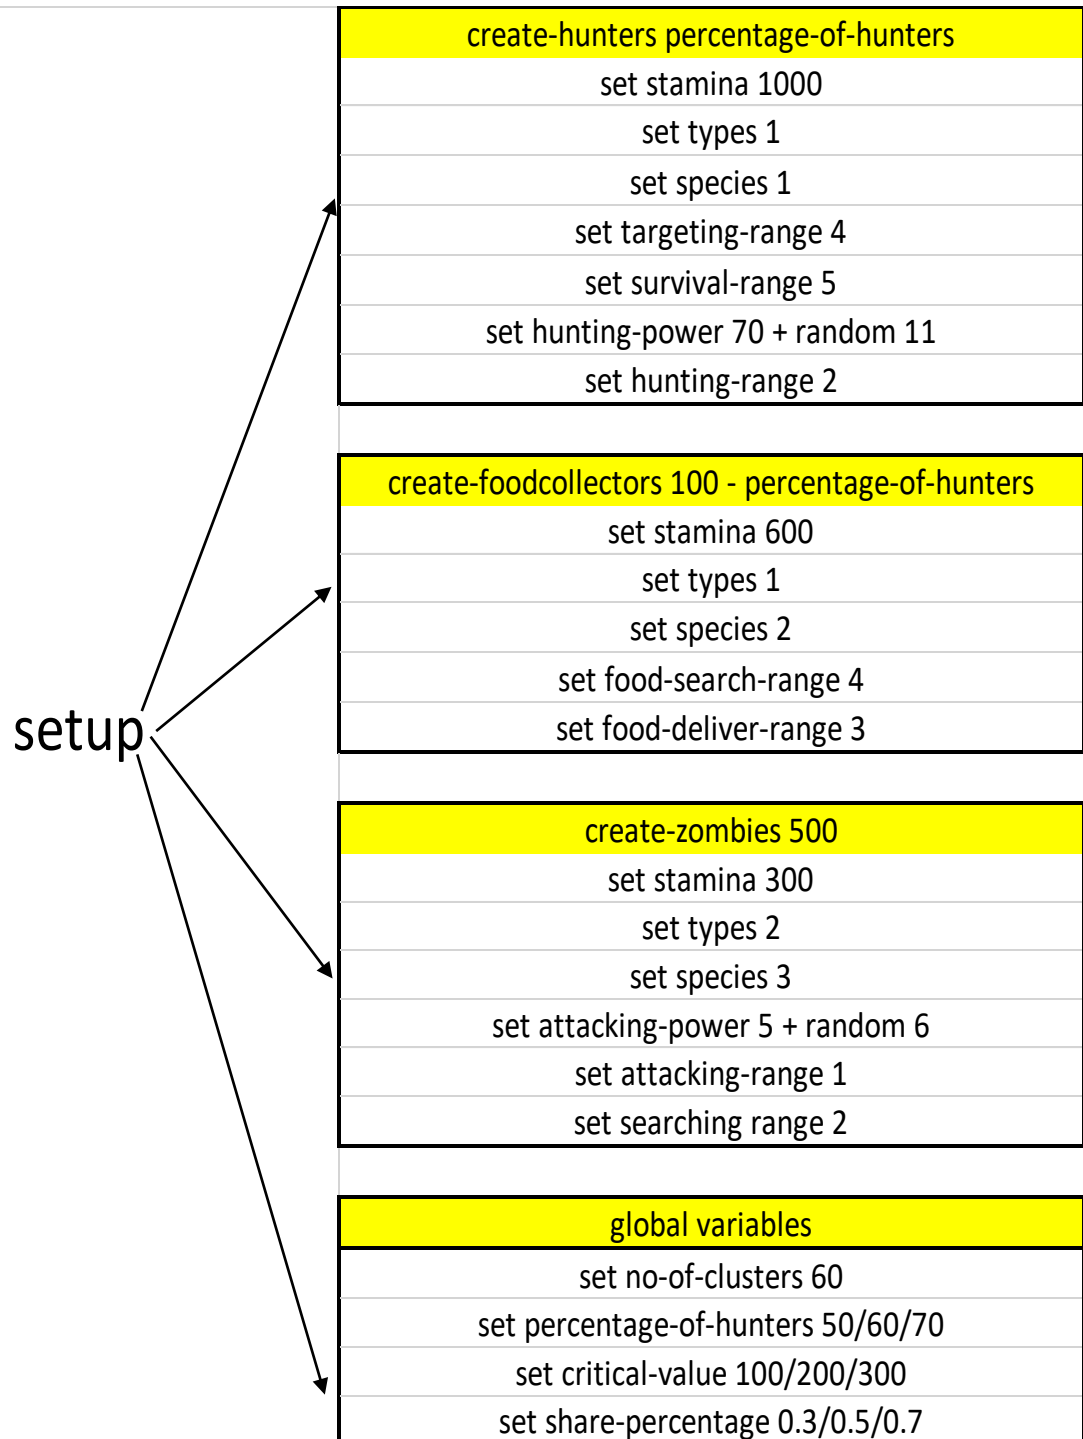 create-hunters percentage-of-hunters
set stamina 1000
set types 1
set species 1
set targeting-range 4
set survival-range 5
set hunting-power 70 + random 11
set hunting-range 2
create-foodcollectors 100 - percentage-of-hunters
set stamina 600
set types 1
set species 2
set food-search-range 4
set food-deliver-range 3
setup
create-zombies 500
set stamina 300
set types 2
set species 3
set attacking-power 5 + random 6
set attacking-range 1
set searching range 2
global variables
set no-of-clusters 60
set percentage-of-hunters 50/60/70
set critical-value 100/200/300
set share-percentage 0.3/0.5/0.7